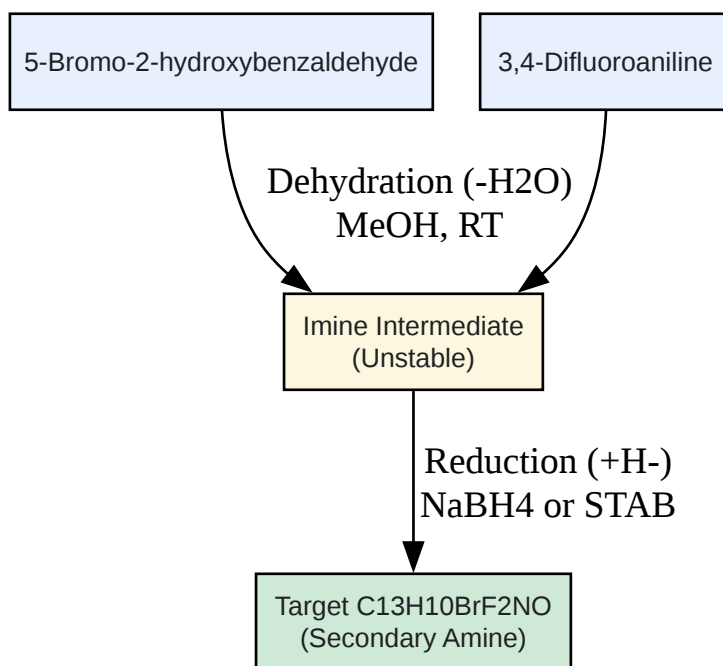 5-Bromo-2-hydroxybenzaldehyde
3,4-Difluoroaniline
Dehydration (-H2O)
MeOH, RT
Imine Intermediate
(Unstable)
Reduction (+H-)
NaBH4 or STAB
Target C13H10BrF2NO
(Secondary Amine)